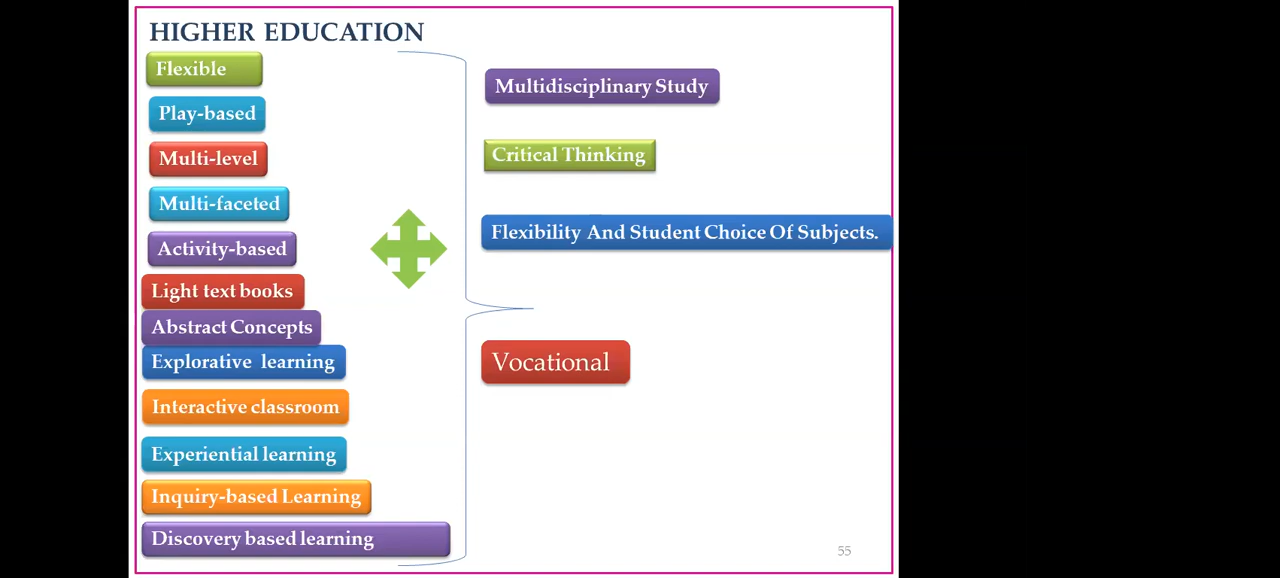 HIGHER EDUCATION
Flexible
Play-based
Multi-level
Multi-faceted
Activity-based
Light text books
Abstract Concepts
Explorative learning
Interactive classroom
Experiential learning
Inquiry-based Learning
Discovery based learning
Multidisciplinary Study
Critical Thinking
Flexibility And Student Choice Of Subjects.
Vocational
55